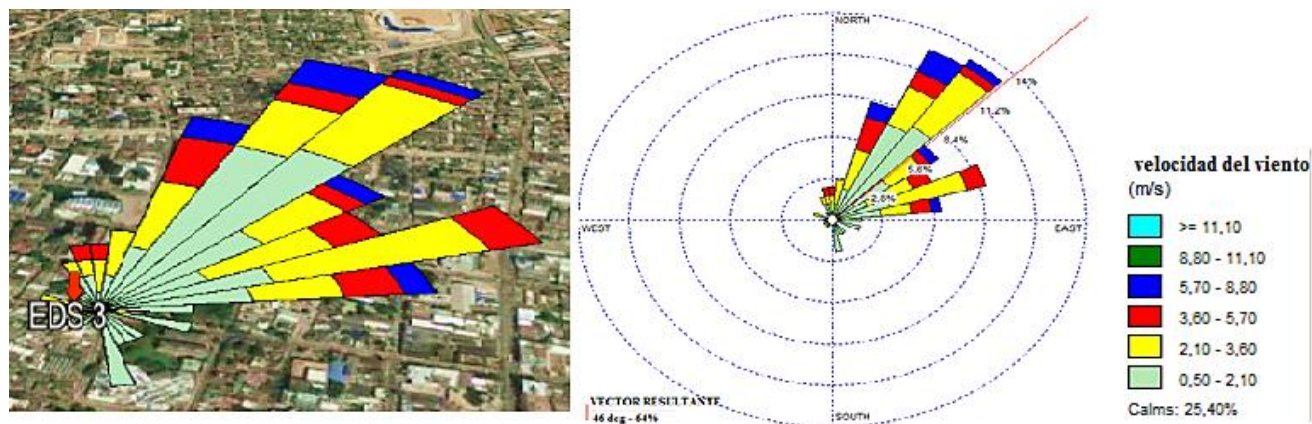 EDS 3
NORTH
14%
11,2%
8,4%
5,6%
2,8%
WEST
EAST
SOUTH
VECTOR RESULTANTE
46 deg - 64%
velocidad del viento
(m/s)
>= 11,10
8,80 - 11,10
5,70 - 8,80
3,60 - 5,70
2,10 - 3,60
0,50 - 2,10
Calms: 25,40%